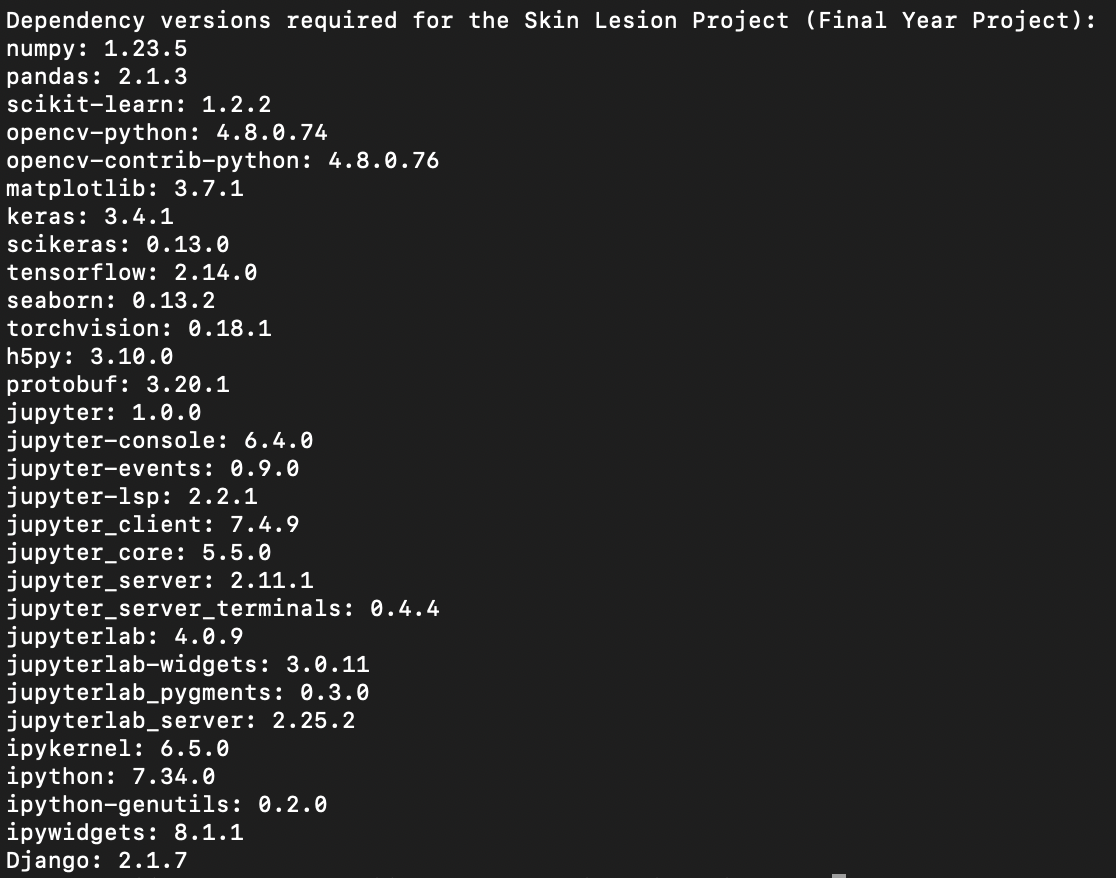 Dependency versions required for the Skin Lesion Project (Final Year Project):
numpy: 1.23.5
pandas: 2.1.3
scikit-learn: 1.2.2
opencv-python: 4.8.0.74
opencv-contrib-python: 4.8.0.76
matplotlib: 3.7.1
keras: 3.4.1
scikeras: 0.13.0
tensorflow: 2.14.0
seaborn: 0.13.2
torchvision: 0.18.1
h5py: 3.10.0
protobuf: 3.20.1
jupyter: 1.0.0
jupyter-console: 6.4.0
jupyter-events: 0.9.0
jupyter-lsp: 2.2.1
jupyter_client: 7.4.9
jupyter_core: 5.5.0
jupyter_server: 2.11.1
jupyter_server_terminals: 0.4.4
jupyterlab: 4.0.9
jupyterlab-widgets: 3.0.11
jupyterlab_pygments: 0.3.0
jupyterlab_server: 2.25.2
ipykernel: 6.5.0
ipython: 7.34.0
ipython-genutils: 0.2.0
ipywidgets: 8.1.1
Django: 2.1.7